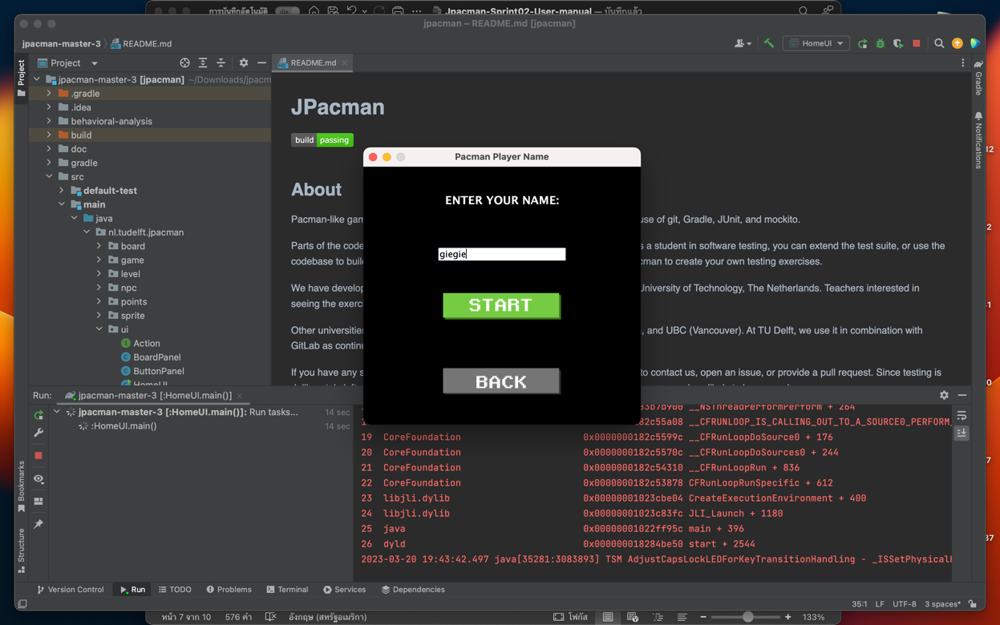 การบันทึกอัตโนมัติ
Jpacman-Sprint02-User-manual — บันทึกแล้ว
jpacman – README.md [jpacman]
jpacman-master-3 README.md
HomeUI
Project
README.md
Project
jpacman-master-3 [jpacman] ~/Downloads/jpacm
.gradle
.idea
behavioral-analysis
build
doc
gradle
src
default-test
main
java
nl.tudelft.jpacman
board
game
level
npc
points
sprite
ui
Action
BoardPanel
ButtonPanel
HomeUI
JPacman
build passing
About
Pacman-like gam
use of git, Gradle, JUnit, and mockito.
Parts of the code
s a student in software testing, you can extend the test suite, or use the
codebase to build
cman to create your own testing exercises.
We have develop
University of Technology, The Netherlands. Teachers interested in
seeing the exerci
Other universities
, and UBC (Vancouver). At TU Delft, we use it in combination with
GitLab as continu
If you have any s
to contact us, open an issue, or provide a pull request. Since testing is
Pacman Player Name
ENTER YOUR NAME:
giegie
START
BACK
Gradle
Notifications
12
Run: jpacman-master-3 [:HomeUI.main()]
jpacman-master-3 [:HomeUI.main()]: Run tasks... 14 sec
:HomeUI.main() 14 sec
__NSThreadPerformPerform + 264
82c55a08 __CFRUNLOOP_IS_CALLING_OUT_TO_A_SOURCE0_PERFORM_
19 CoreFoundation 0x0000000182c5599c __CFRunLoopDoSource0 + 176
20 CoreFoundation 0x0000000182c5570c __CFRunLoopDoSources0 + 244
21 CoreFoundation 0x0000000182c54310 __CFRunLoopRun + 836
22 CoreFoundation 0x0000000182c53878 CFRunLoopRunSpecific + 612
23 libjli.dylib 0x00000001023cbe04 CreateExecutionEnvironment + 400
24 libjli.dylib 0x00000001023c83fc JLI_Launch + 1180
25 java 0x00000001022ff95c main + 396
26 dyld 0x000000018284be50 start + 2544
2023-03-20 19:43:42.497 java[35281:3083893] TSM AdjustCapsLockLEDForKeyTransitionHandling - _ISSetPhysicalK
Bookmarks
Structure
Version Control Run TODO Problems Terminal Services Dependencies
35:1 LF UTF-8 3 spaces*
หน้า 7 จาก 10 576 คำ อังกฤษ (สหรัฐอเมริกา) โฟกัส 133%